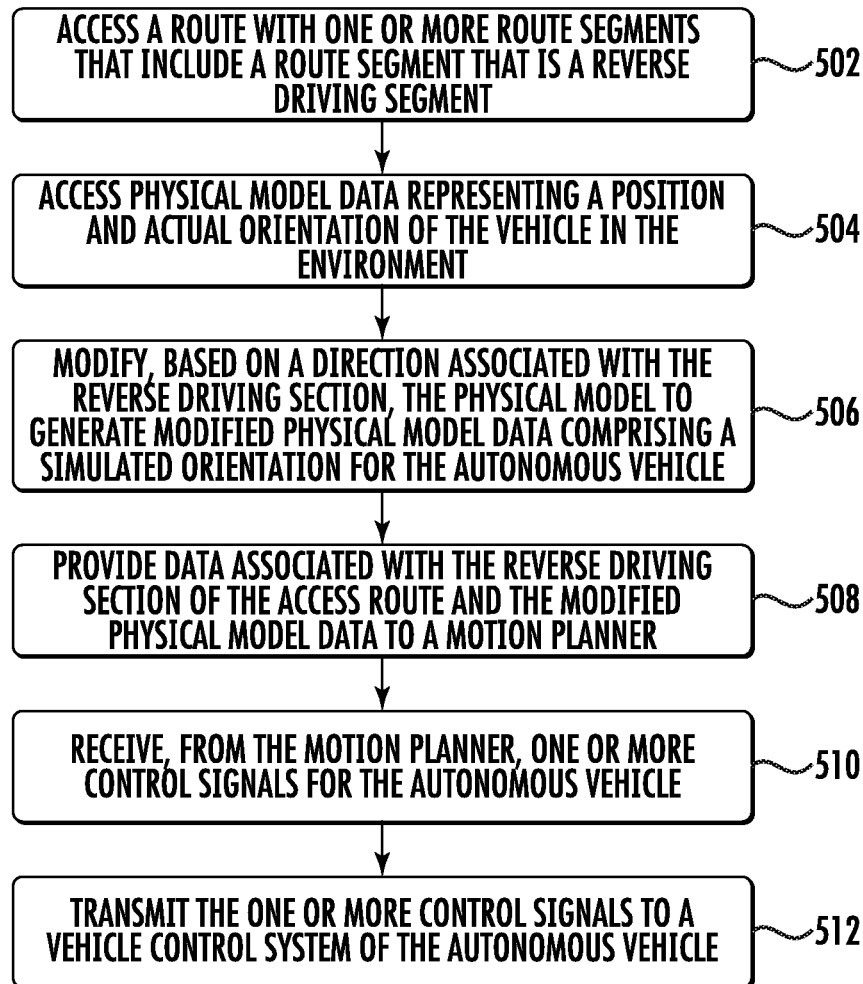 ACCESS A ROUTE WITH ONE OR MORE ROUTE SEGMENTS
THAT INCLUDE A ROUTE SEGMENT THAT IS A REVERSE
DRIVING SEGMENT
502
ACCESS PHYSICAL MODEL DATA REPRESENTING A POSITION
AND ACTUAL ORIENTATION OF THE VEHICLE IN THE
ENVIRONMENT
504
MODIFY, BASED ON A DIRECTION ASSOCIATED WITH THE
REVERSE DRIVING SECTION, THE PHYSICAL MODEL TO
GENERATE MODIFIED PHYSICAL MODEL DATA COMPRISING A
SIMULATED ORIENTATION FOR THE AUTONOMOUS VEHICLE
506
PROVIDE DATA ASSOCIATED WITH THE REVERSE DRIVING
SECTION OF THE ACCESS ROUTE AND THE MODIFIED
PHYSICAL MODEL DATA TO A MOTION PLANNER
508
RECEIVE, FROM THE MOTION PLANNER, ONE OR MORE
CONTROL SIGNALS FOR THE AUTONOMOUS VEHICLE
510
TRANSMIT THE ONE OR MORE CONTROL SIGNALS TO A
VEHICLE CONTROL SYSTEM OF THE AUTONOMOUS VEHICLE
512